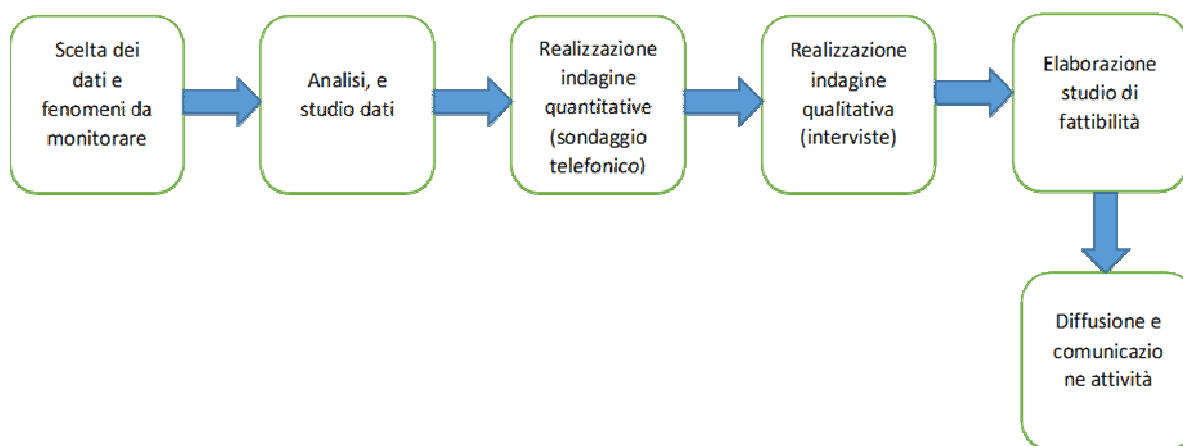 Scelta dei
dati e
fenomeni da
monitorare
Analisi, e
studio dati
Realizzazione
indagine
quantitative
(sondaggio
telefonico)
Realizzazione
indagine
qualitativa
(interviste)
Elaborazione
studio di
fattibilità
Diffusione e
comunicazio
ne attività